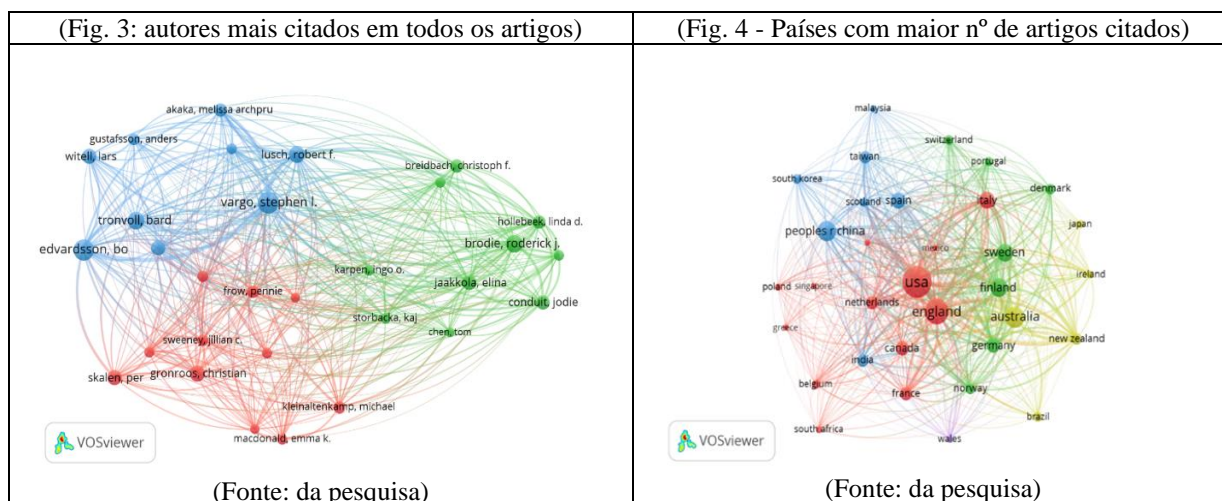 (Fig. 3: autores mais citados em todos os artigos)
akaka, melissa archpru
gustafsson, anders
witell, lars
lusch, robert f.
breidbach, christoph f.
vargo, stephen l.
tronvoll, bard
hollebeek, linda d.
brodie, roderick j.
edvardsson, bo
karpen, ingo o.
frow, pennie
jaakkola, elina
conduit, jodie
storbacka, kaj
sweeney, jillian c.
chen, tom
skalen, per
gronroos, christian
kleinaltenkamp, michael
macdonald, emma k.
VOSviewer
(Fonte: da pesquisa)
(Fig. 4 - Países com maior nº de artigos citados)
malaysia
switzerland
taiwan
portugal
south korea
denmark
scotland
spain
italy
japan
peoples r china
mexico
sweden
ireland
usa
poland
singapore
finland
netherlands
england
australia
greece
new zealand
canada
germany
india
belgium
france
norway
brazil
south africa
wales
VOSviewer
(Fonte: da pesquisa)